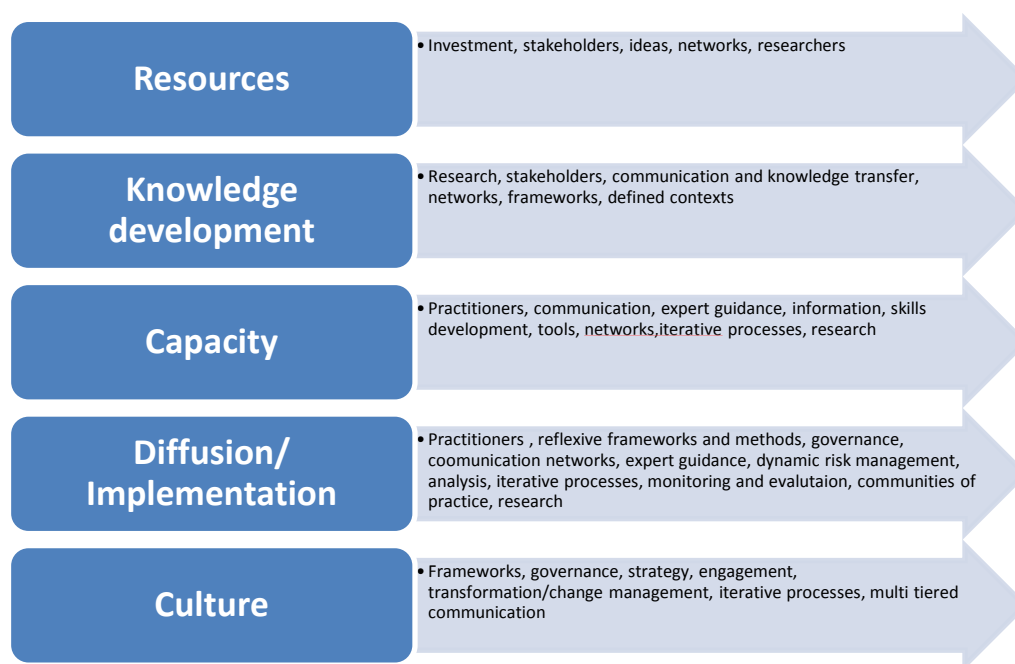 Resources
• Investment, stakeholders, ideas, networks, researchers
Knowledge
development
• Research, stakeholders, communication and knowledge transfer,
networks, frameworks, defined contexts
Capacity
• Practitioners, communication, expert guidance, information, skills
development, tools, networks,iterative processes, research
Diffusion/
Implementation
• Practitioners , reflexive frameworks and methods, governance,
coomunication networks, expert guidance, dynamic risk management,
analysis, iterative processes, monitoring and evalutaion, communities of
practice, research
Culture
• Frameworks, governance, strategy, engagement,
transformation/change management, iterative processes, multi tiered
communication